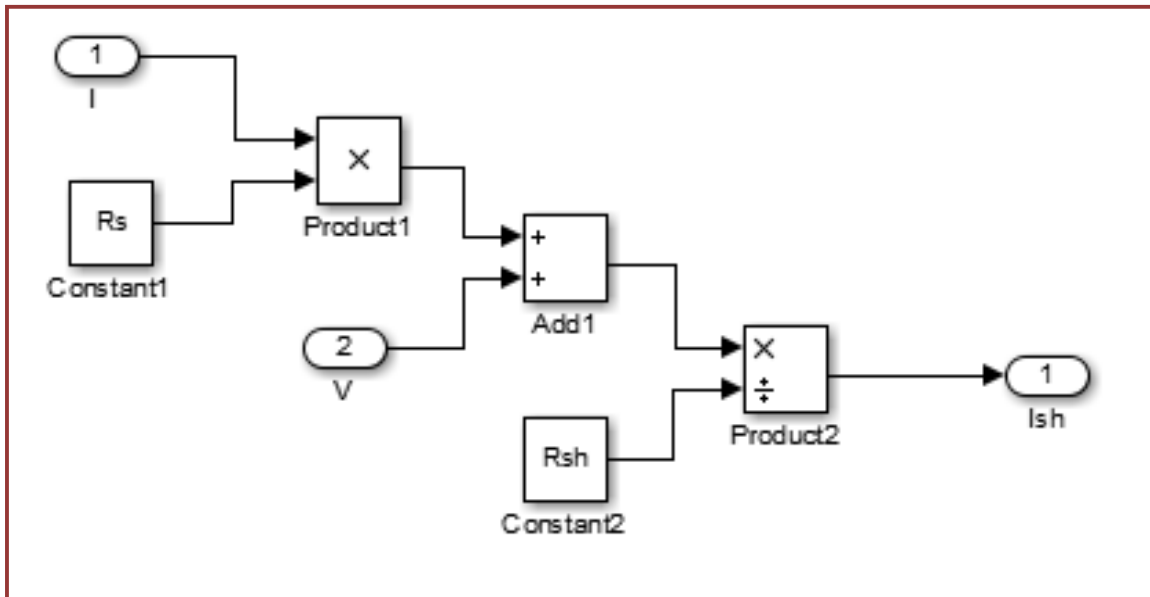 1
I
×
Product1
Rs
Constant1
+
+
Add1
2
V
×
÷
Product2
1
Ish
Rsh
Constant2